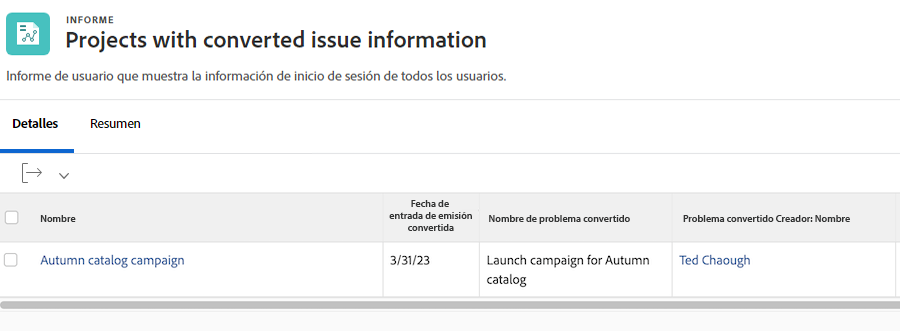 INFORME
Projects with converted issue information
Informe de usuario que muestra la información de inicio de sesión de todos los usuarios.
Detalles Resumen
Nombre
Fecha de
entrada de emisión
convertida
Nombre de problema convertido
Problema convertido Creador: Nombre
Autumn catalog campaign
3/31/23
Launch campaign for Autumn
catalog
Ted Chaough